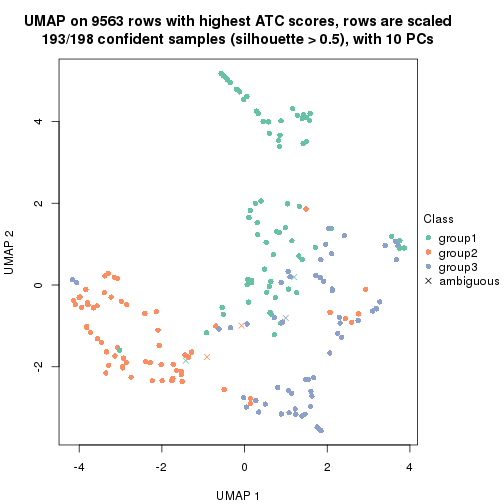 UMAP on 9563 rows with highest ATC scores, rows are scaled
193/198 confident samples (silhouette > 0.5), with 10 PCs
4
2
0
-2
UMAP 2
-4
-2
0
2
4
UMAP 1
Class
group1
group2
group3
ambiguous